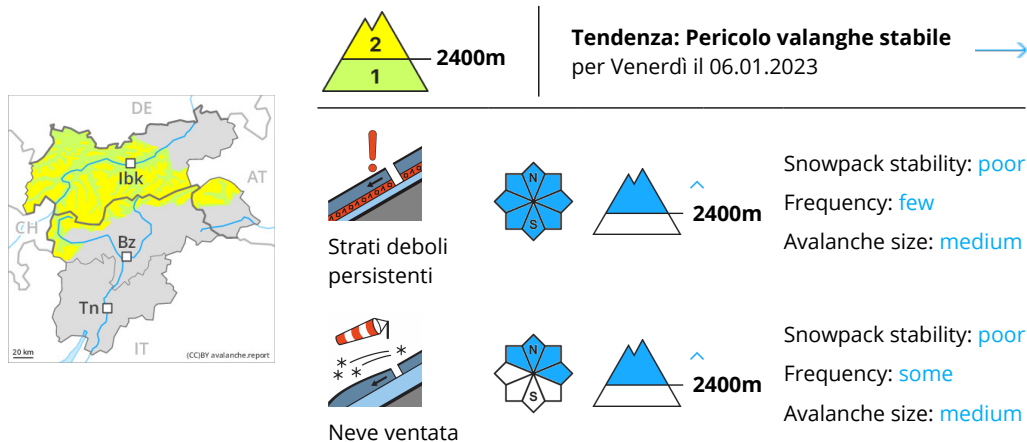 2
1
2400m
Tendenza: Pericolo valanghe stabile
per Venerdì il 06.01.2023
DE
Ibk
AT
CH
Bz
Tn
IT
20 km
(CC)BY avalanche.report
Strati deboli
persistenti
N
S
2400m
Snowpack stability: poor
Frequency: few
Avalanche size: medium
Neve ventata
N
S
2400m
Snowpack stability: poor
Frequency: some
Avalanche size: medium